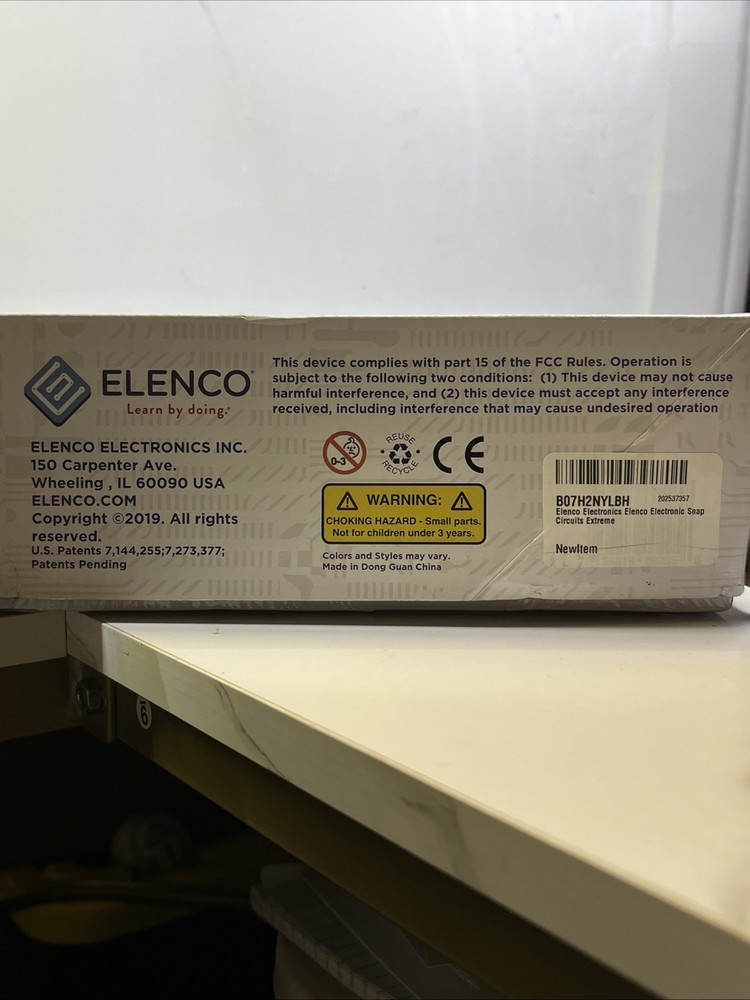 ELENCO®
Learn by doing.®
ELENCO ELECTRONICS INC.
150 Carpenter Ave.
Wheeling , IL 60090 USA
ELENCO.COM
Copyright ©2019. All rights
reserved.
U.S. Patents 7,144,255;7,273,377;
Patents Pending
This device complies with part 15 of the FCC Rules. Operation is
subject to the following two conditions: (1) This device may not cause
harmful interference, and (2) this device must accept any interference
received, including interference that may cause undesired operation
0-3
REUSE
RECYCLE
CE
WARNING:
CHOKING HAZARD - Small parts.
Not for children under 3 years.
Colors and Styles may vary.
Made in Dong Guan China
B07H2NYLBH
202537357
Elenco Electronics Elenco Electronic Snap
Circuits Extreme
NewItem
6